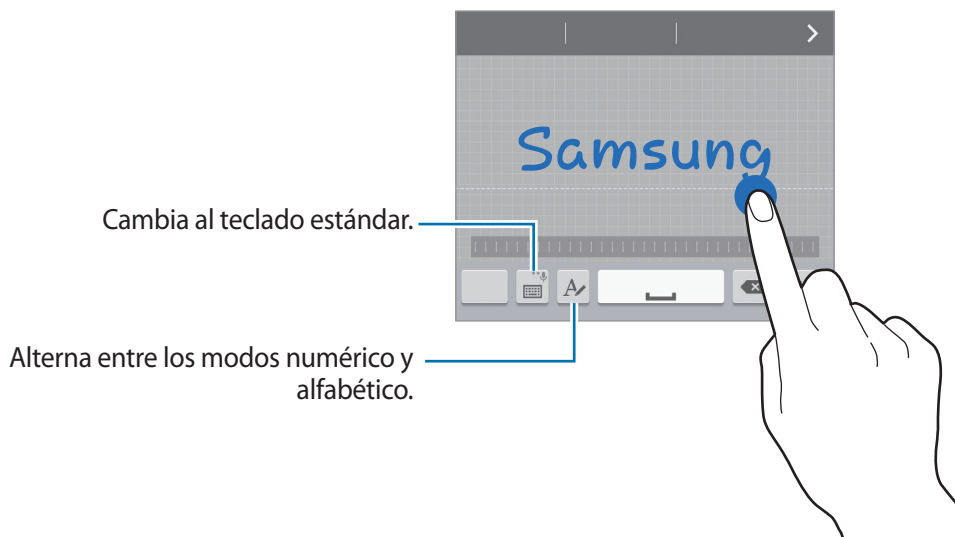 Samsung
Cambia al teclado estándar.
Alterna entre los modos numérico y
alfabético.